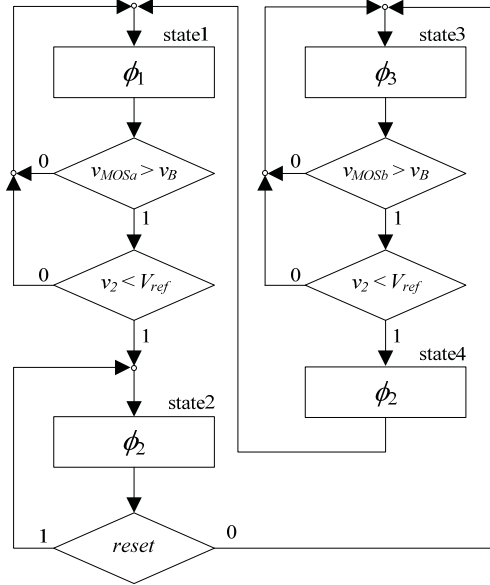 state1
ϕ1
0
vMOSa > vB
1
0
v2 < Vref
1
state2
ϕ2
1
reset
0
state3
ϕ3
0
vMOSb > vB
1
0
v2 < Vref
1
state4
ϕ2